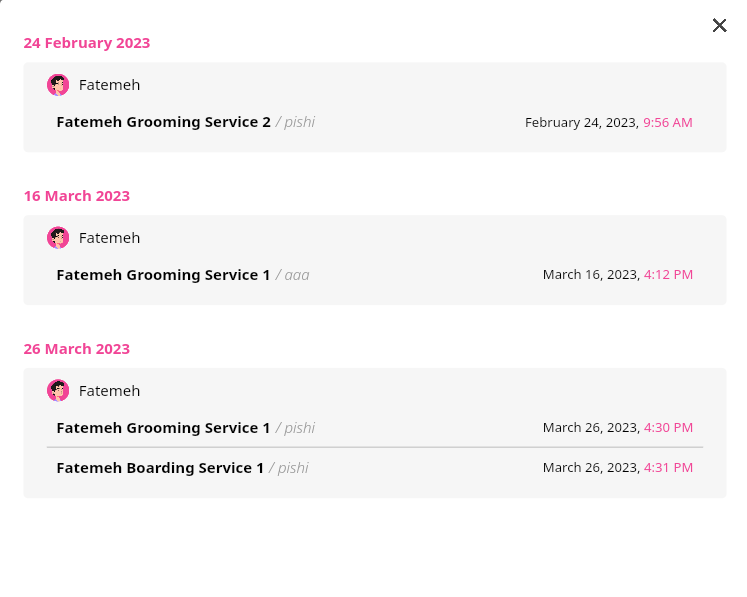 24 February 2023
Fatemeh
Fatemeh Grooming Service 2 / pishi February 24, 2023, 9:56 AM
16 March 2023
Fatemeh
Fatemeh Grooming Service 1 / aaa March 16, 2023, 4:12 PM
26 March 2023
Fatemeh
Fatemeh Grooming Service 1 / pishi March 26, 2023, 4:30 PM
Fatemeh Boarding Service 1 / pishi March 26, 2023, 4:31 PM